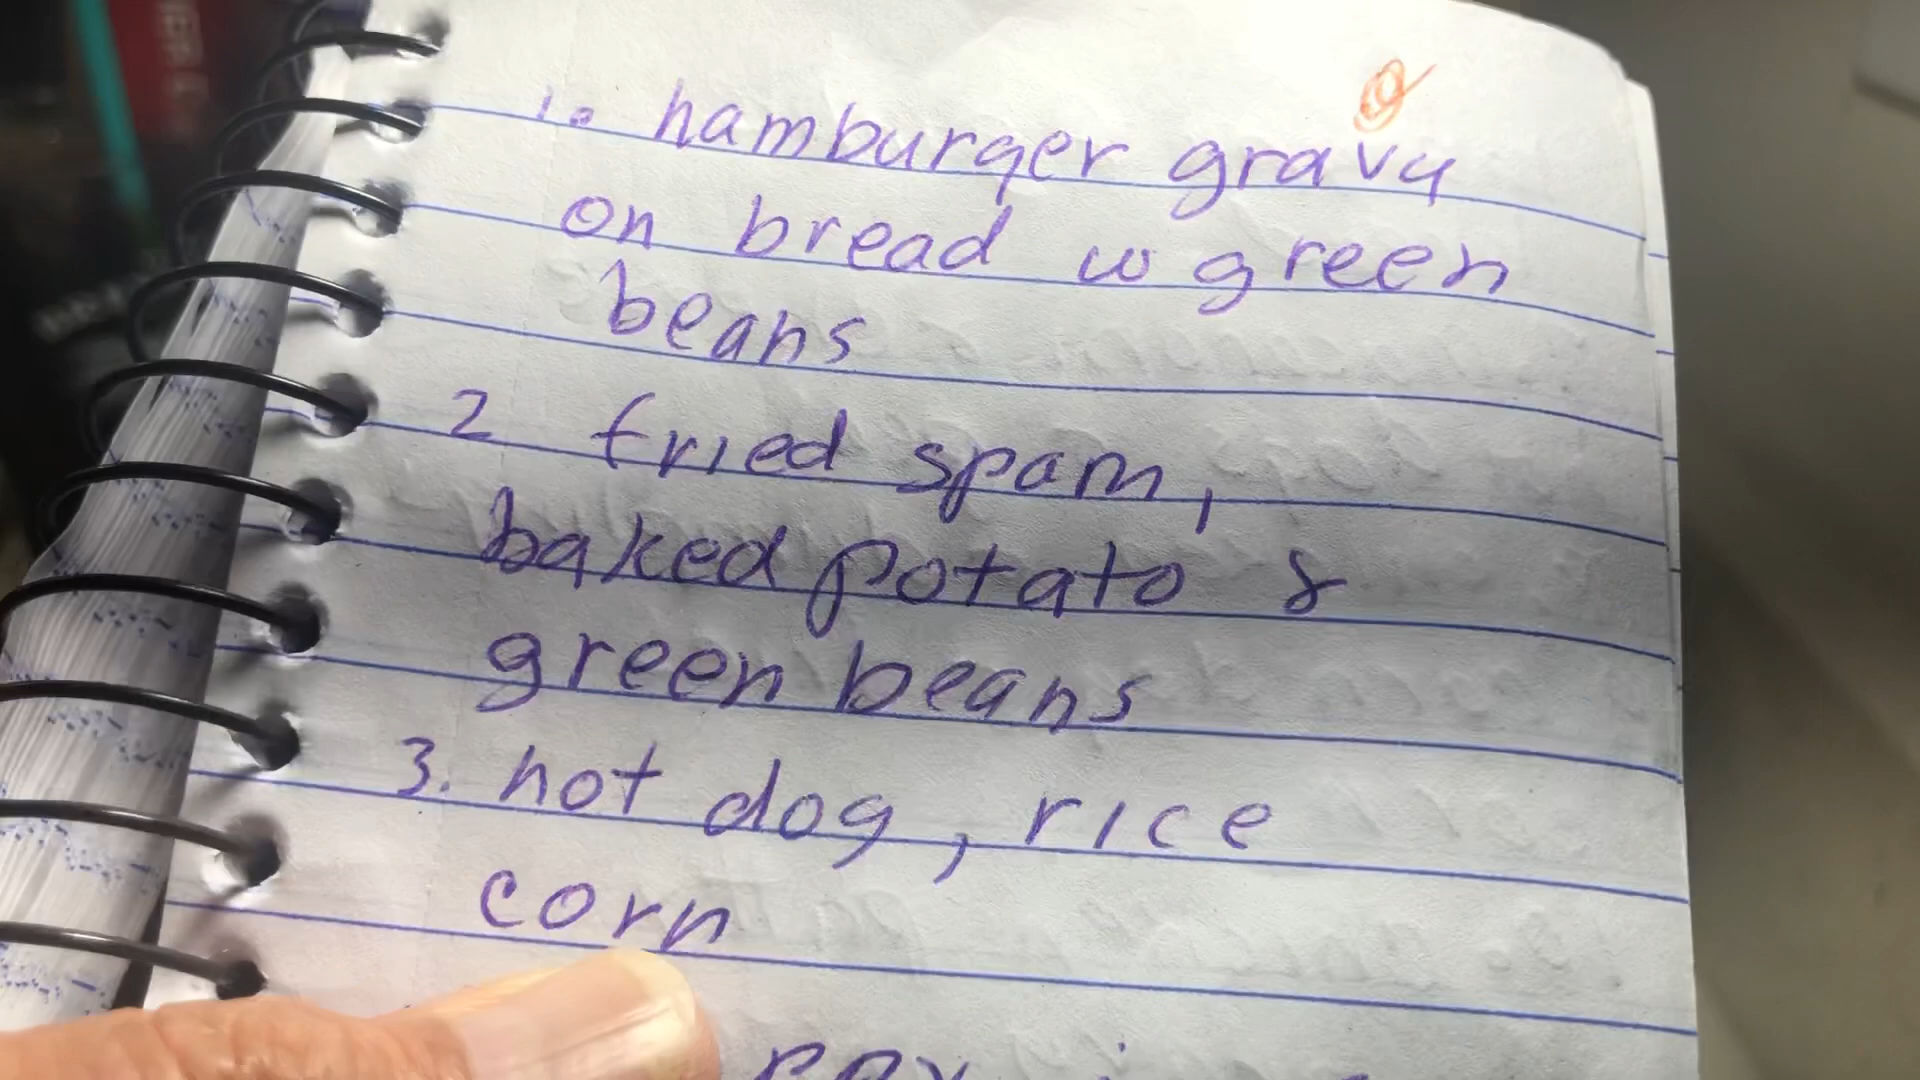 1. hamburger gravy
on bread w green
beans
2 fried spam,
baked potato &
green beans
3. hot dog, rice
corn